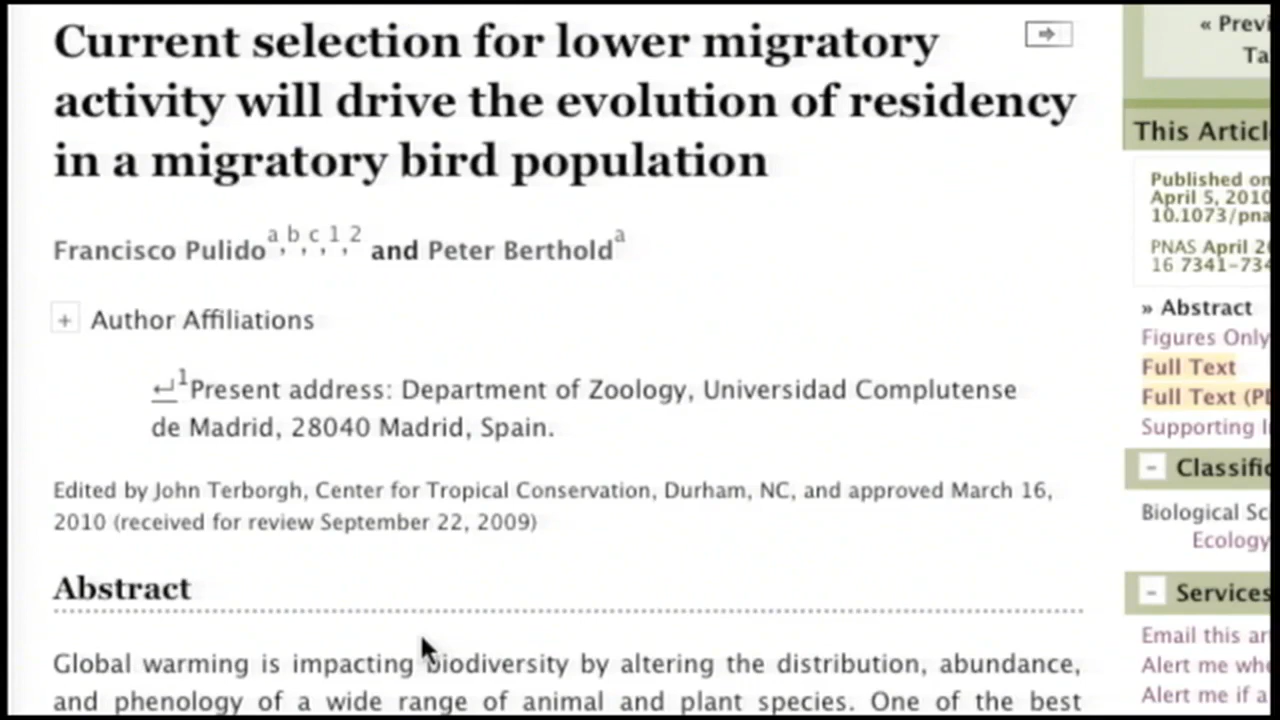 Current selection for lower migratory
activity will drive the evolution of residency
in a migratory bird population
Francisco Pulido a, b, c, 1, 2 and Peter Berthold a
+ Author Affiliations
↵1Present address: Department of Zoology, Universidad Complutense
de Madrid, 28040 Madrid, Spain.
Edited by John Terborgh, Center for Tropical Conservation, Durham, NC, and approved March 16,
2010 (received for review September 22, 2009)
Abstract
Global warming is impacting biodiversity by altering the distribution, abundance,
and phenology of a wide range of animal and plant species. One of the best
« Previ
Ta
This Articl
Published on
April 5, 2010
10.1073/pna
PNAS April 2
16 7341-734
» Abstract
Figures Only
Full Text
Full Text (PD
Supporting I
− Classific
Biological Sc
Ecology
− Services
Email this ar
Alert me whe
Alert me if a